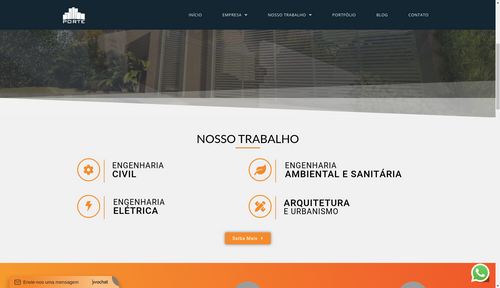 PORTE
INÍCIO
EMPRESA
NOSSO TRABALHO
PORTFÓLIO
BLOG
CONTATO
NOSSO TRABALHO
ENGENHARIA
CIVIL
ENGENHARIA
AMBIENTAL E SANITÁRIA
ENGENHARIA
ELÉTRICA
ARQUITETURA
E URBANISMO
Saiba Mais
Envie-nos uma mensagem
jivochat